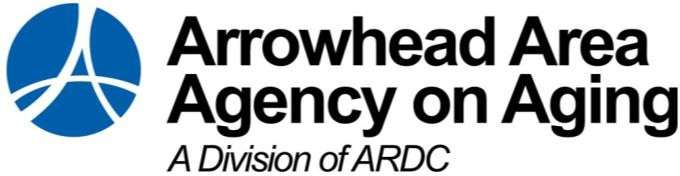 Arrowhead Area
Agency on Aging
A Division of ARDC